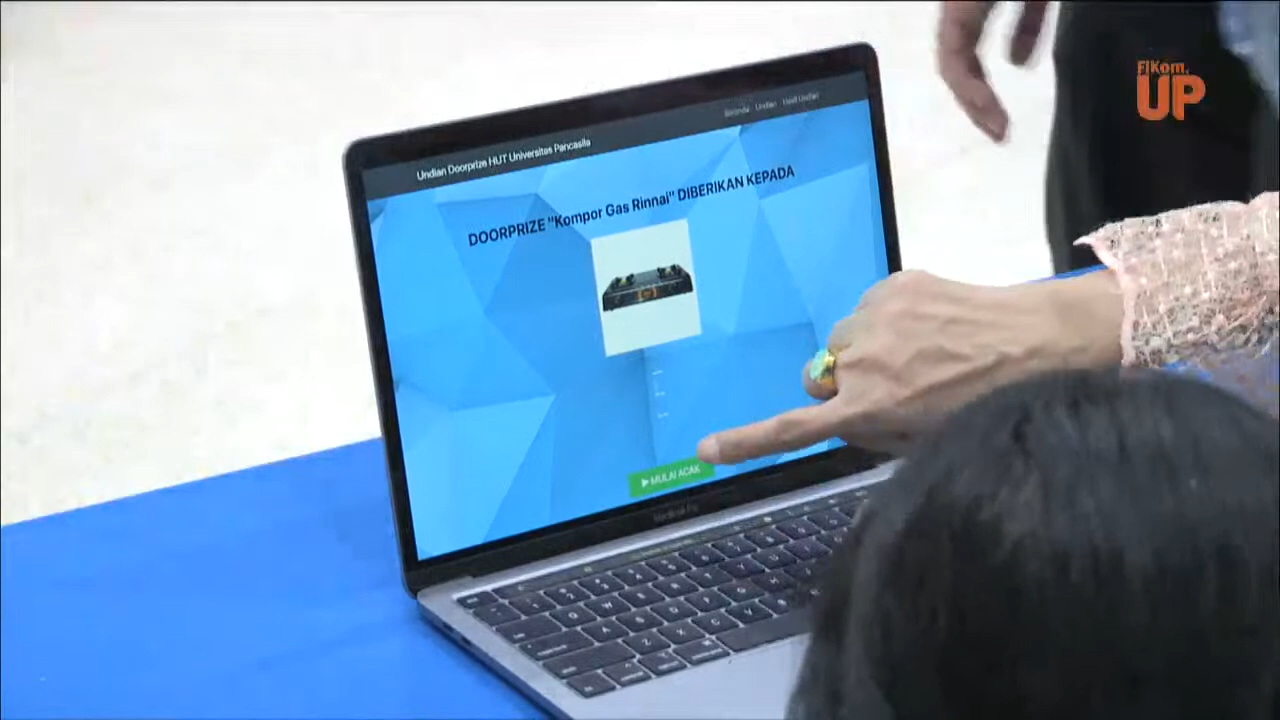 FIKom.
UP
Beranda Undian Hasil Undian
Undian Doorprize HUT Universitas Pancasila
DOORPRIZE "Kompor Gas Rinnai" DIBERIKAN KEPADA
MULAI ACAK
MacBook Pro